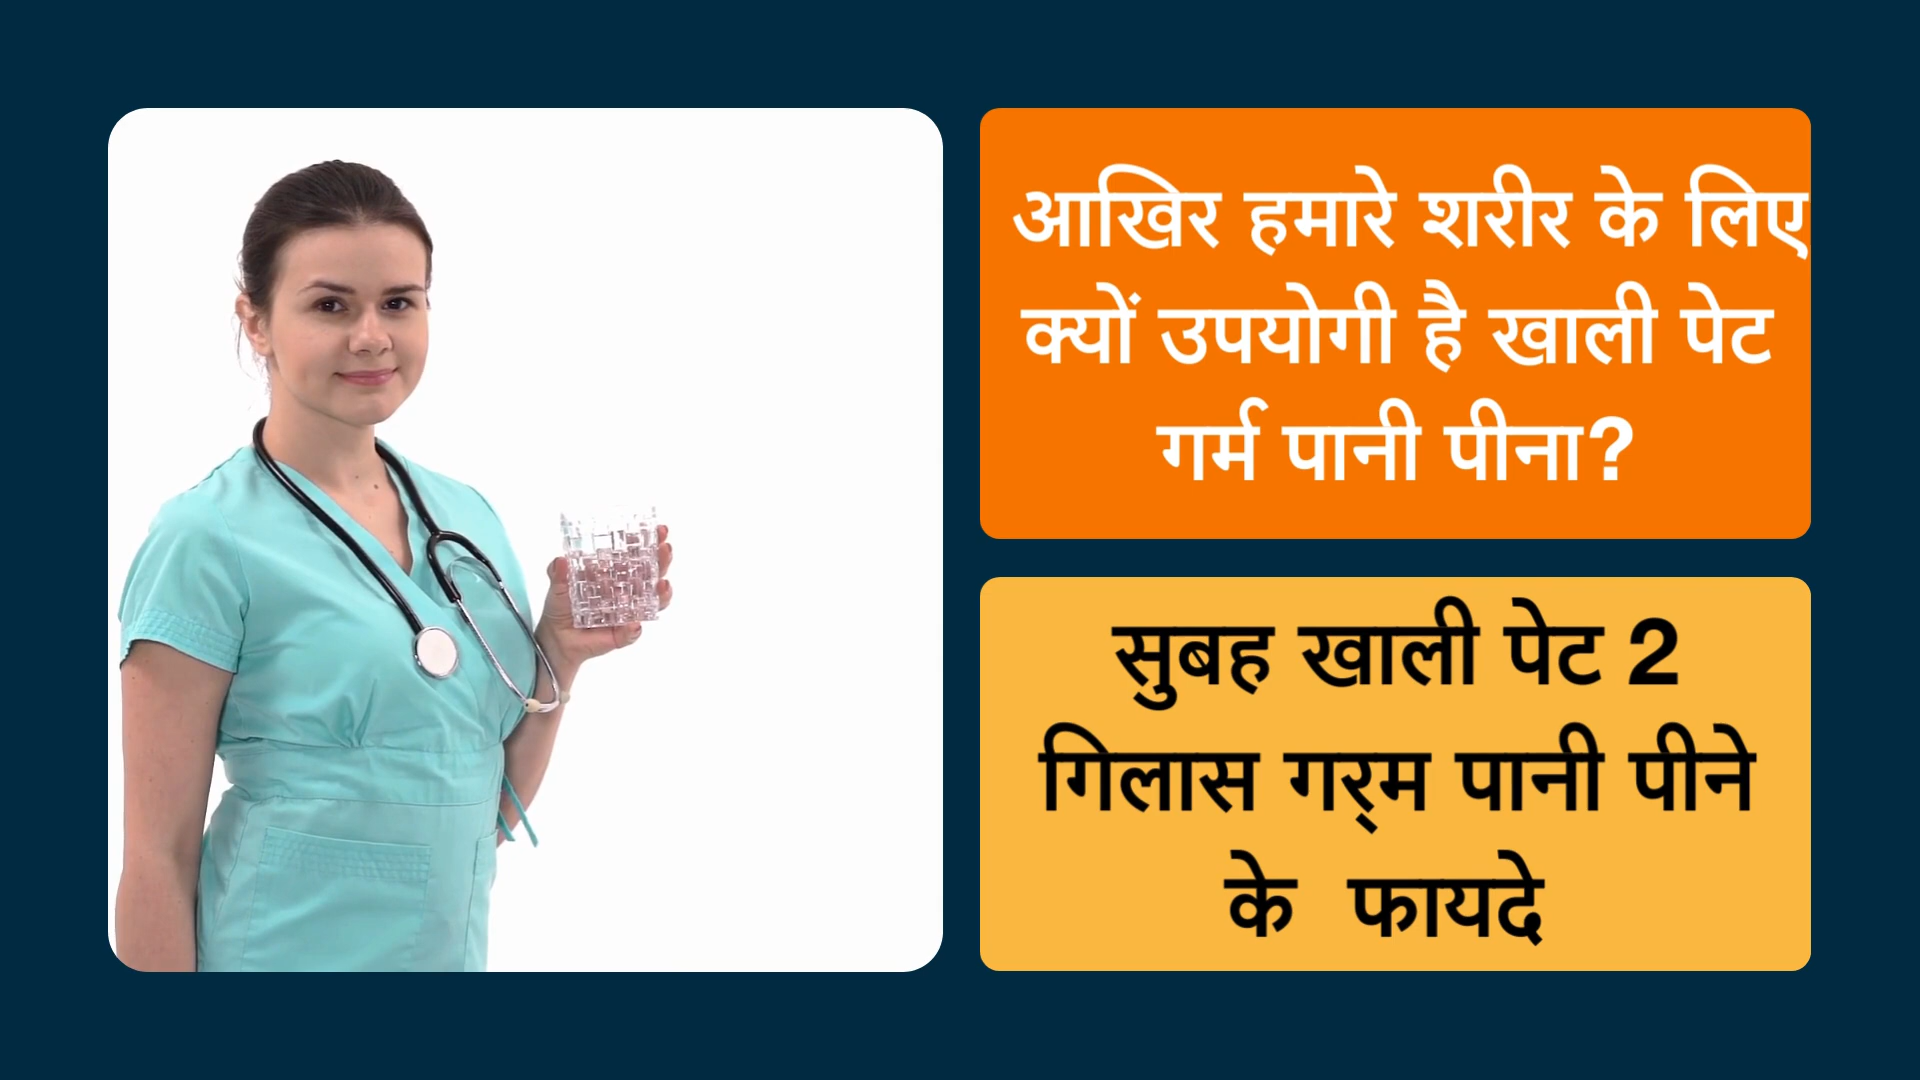 आखिर हमारे शरीर के लिए
क्यों उपयोगी है खाली पेट
गर्म पानी पीना?
सुबह खाली पेट 2
गिलास गर्‌म पानी पीने
के  फायदे